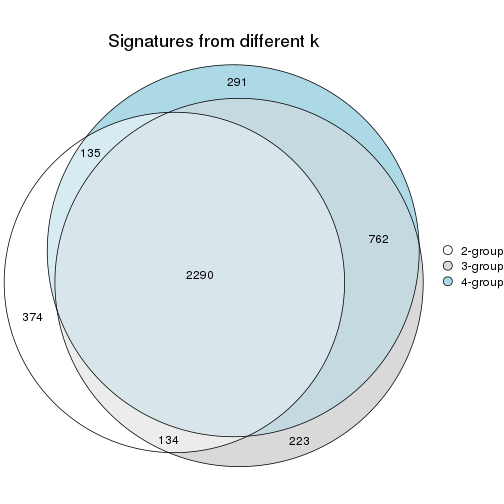 Signatures from different k
291
135
762
2290
374
134
223
2-group
3-group
4-group